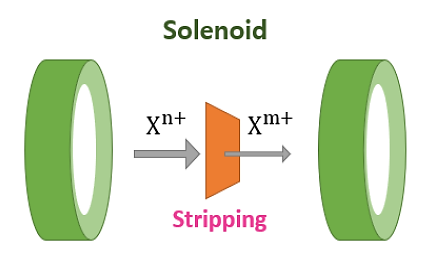 Solenoid
Xⁿ⁺
Xᵐ⁺
Stripping